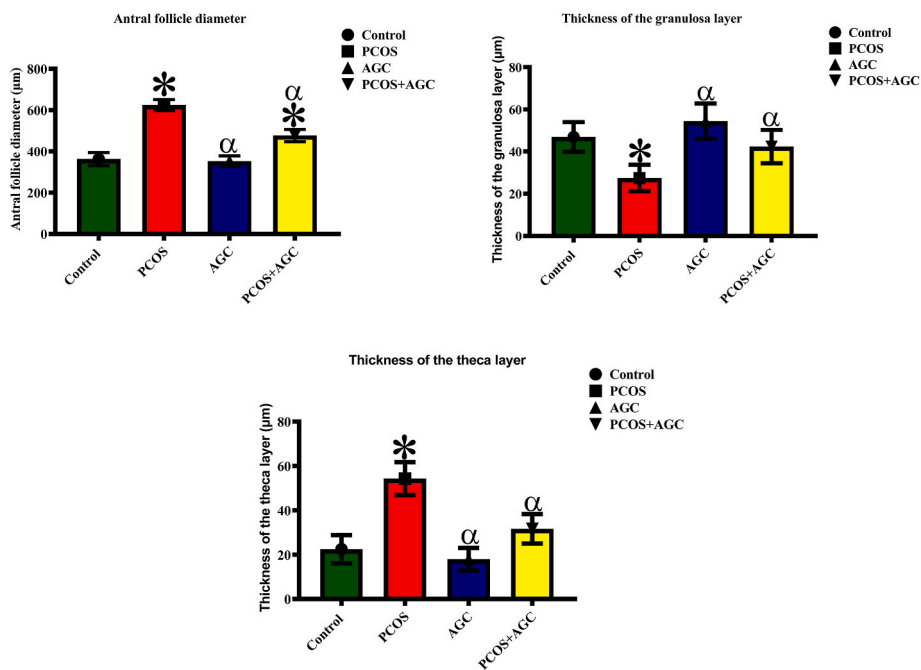 Antral follicle diameter
Control
PCOS
AGC
PCOS+AGC
Antral follicle diameter (µm)
800
600
400
200
0
*
α
α
*
Control
PCOS
AGC
PCOS+AGC
Thickness of the granulosa layer
Control
PCOS
AGC
PCOS+AGC
Thickness of the granulosa layer (µm)
80
60
40
20
0
*
α
α
Control
PCOS
AGC
PCOS+AGC
Thickness of the theca layer
Control
PCOS
AGC
PCOS+AGC
Thickness of the theca layer (µm)
80
60
40
20
0
*
α
α
Control
PCOS
AGC
PCOS+AGC